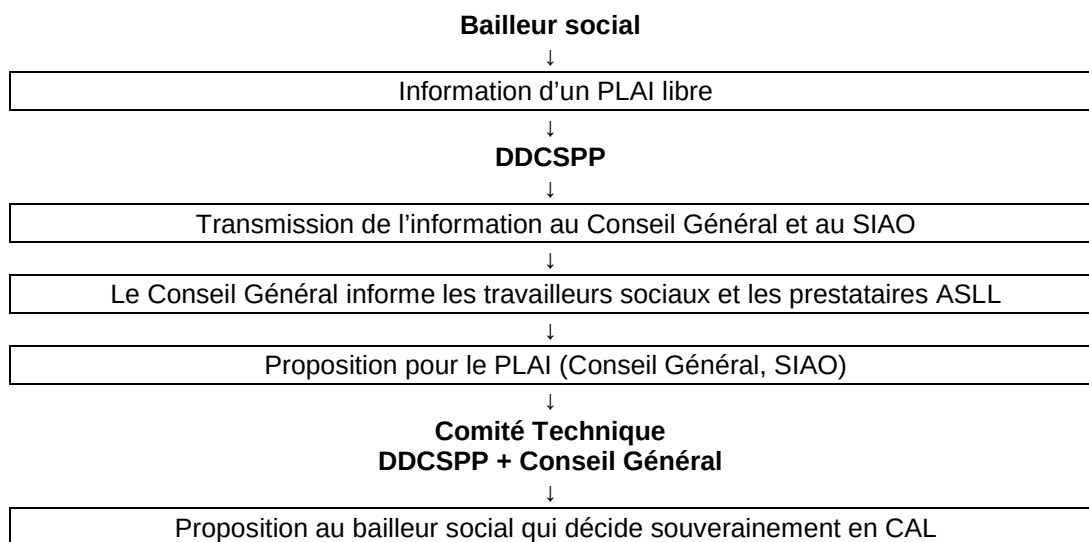 Bailleur social
↓
Information d’un PLAI libre
↓
DDCSPP
↓
Transmission de l’information au Conseil Général et au SIAO
↓
Le Conseil Général informe les travailleurs sociaux et les prestataires ASLL
↓
Proposition pour le PLAI (Conseil Général, SIAO)
↓
Comité Technique
DDCSPP + Conseil Général
↓
Proposition au bailleur social qui décide souverainement en CAL